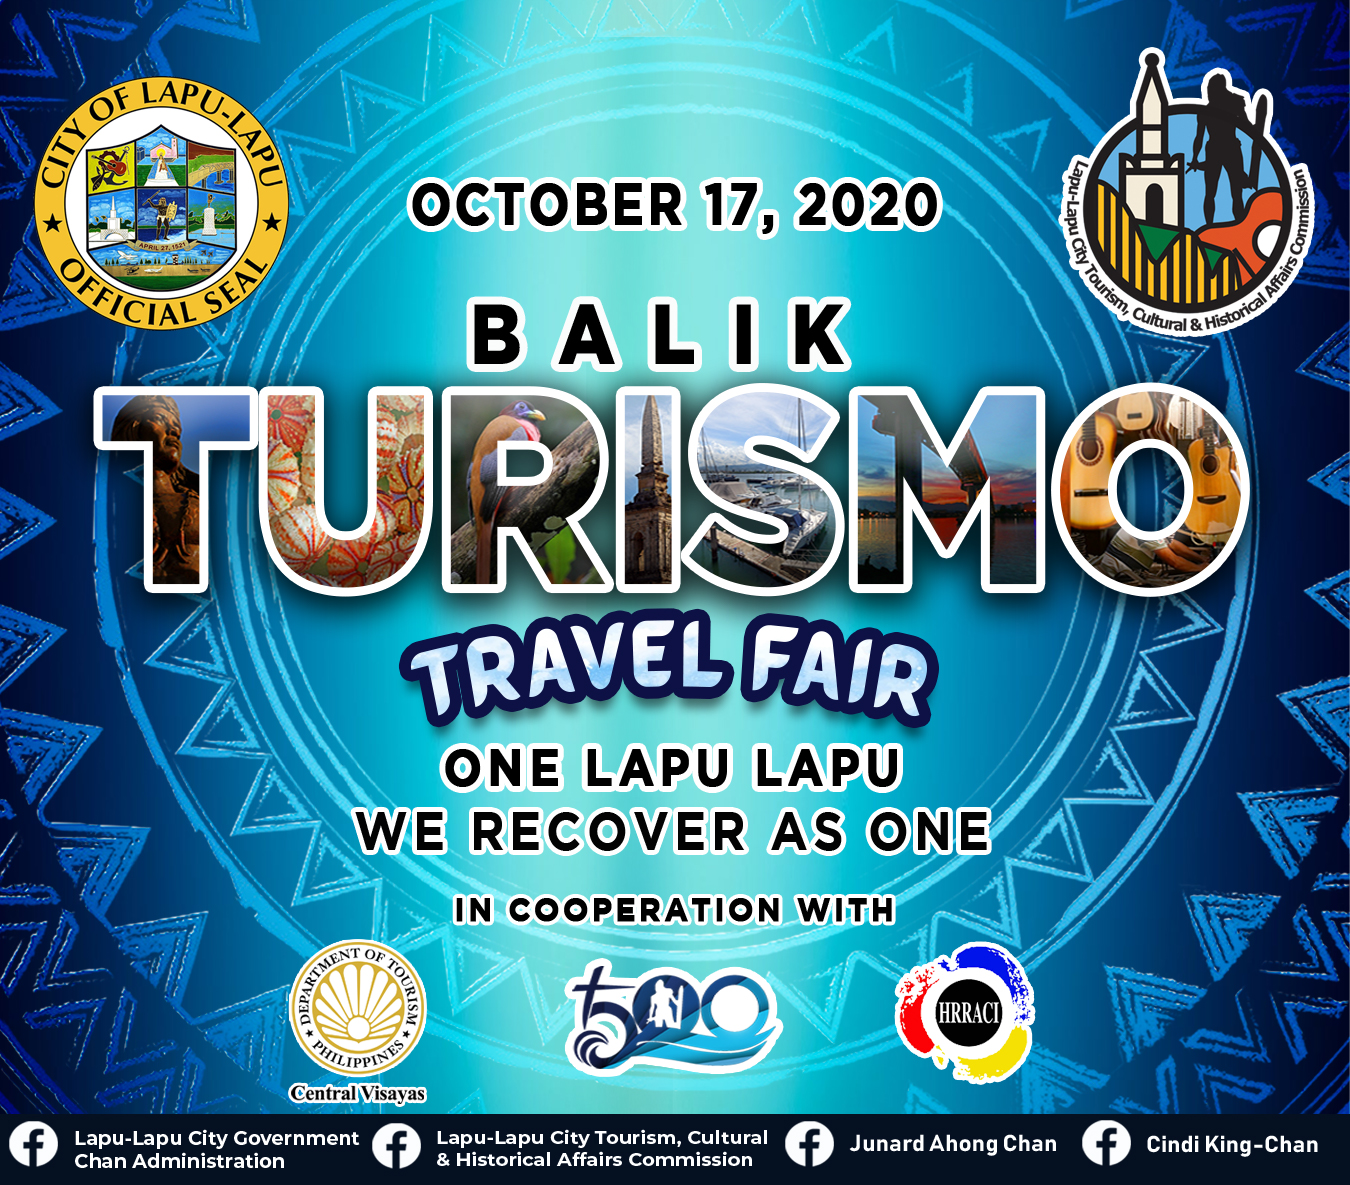 CITY OF LAPU-LAPU
APRIL 27, 1521
OFFICIAL SEAL
Lapu-Lapu City Tourism, Cultural & Historical Affairs Commission
OCTOBER 17, 2020
BALIK
TURISMO
TRAVEL FAIR
ONE LAPU LAPU
WE RECOVER AS ONE
IN COOPERATION WITH
DEPARTMENT OF TOURISM
PHILIPPINES
Central Visayas
500
HRRACI
Lapu-Lapu City Government
Chan Administration
Lapu-Lapu City Tourism, Cultural
& Historical Affairs Commission
Junard Ahong Chan
Cindi King-Chan